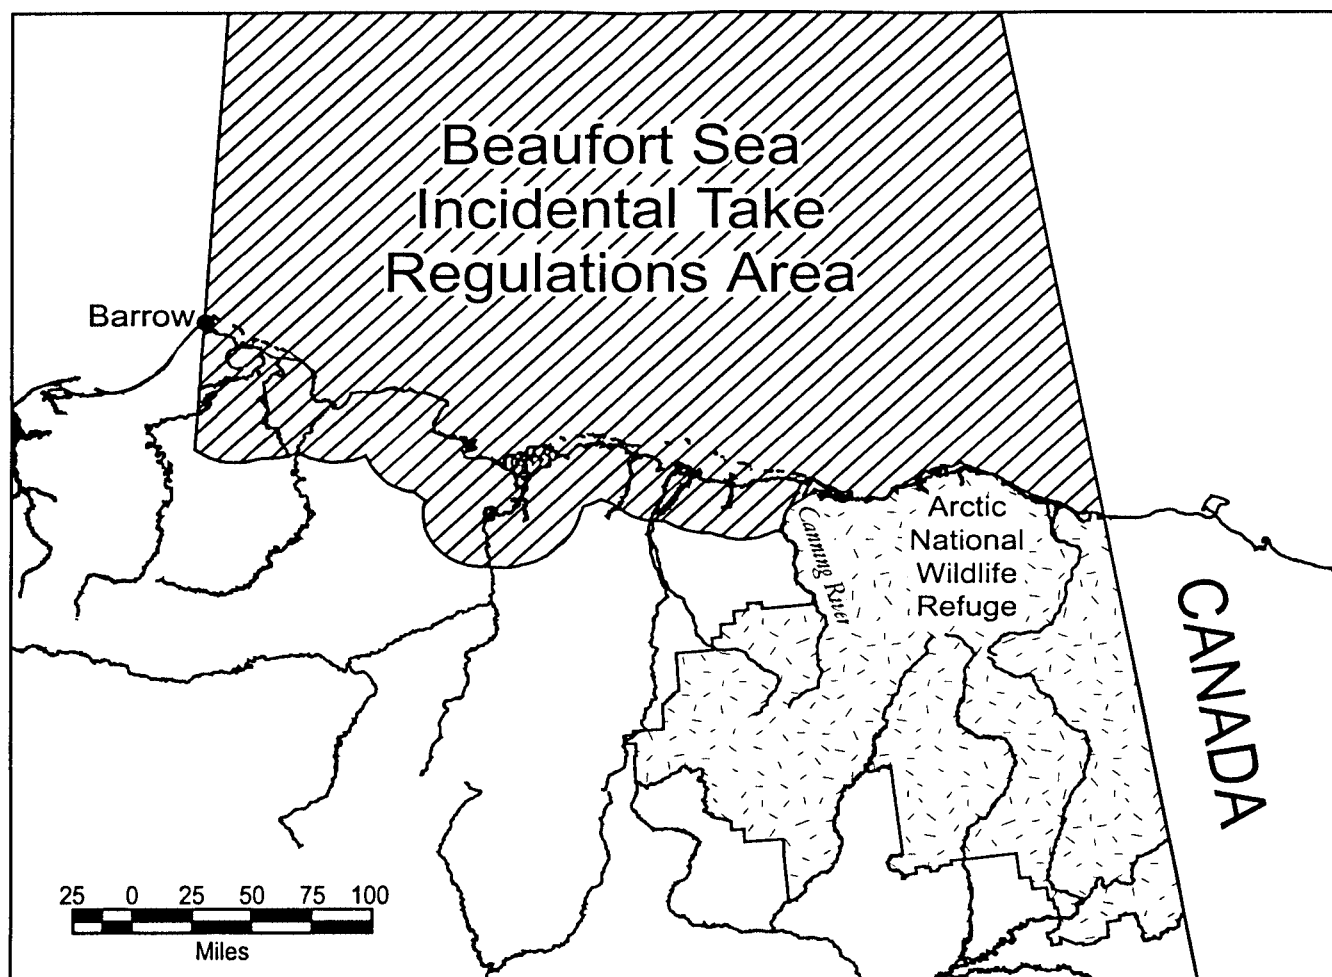 Beaufort Sea
Incidental Take
Regulations Area
Barrow
Arctic
National
Wildlife
Refuge
Canning River
CANADA
25 0 25 50 75 100
Miles